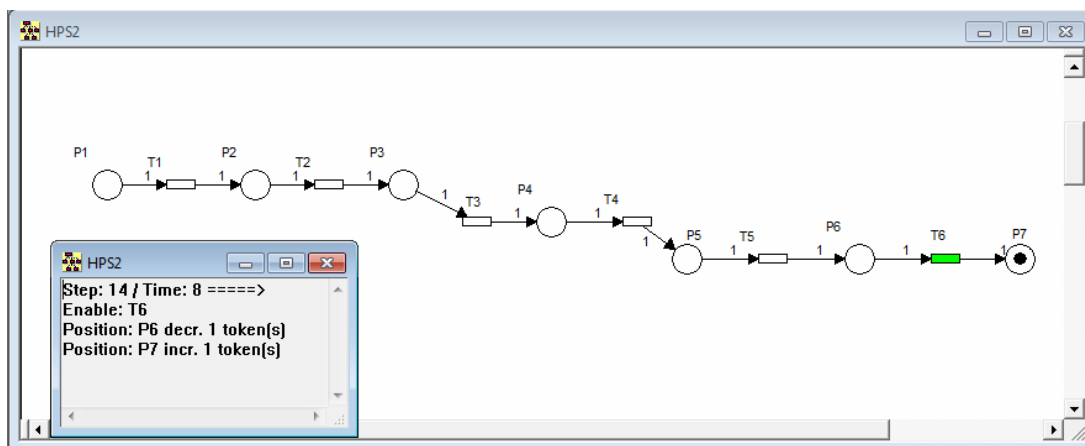 HPS2
P1
T1
P2
T2
P3
1
1
1
1
1
T3
P4
T4
1
1
1
P5
T5
P6
T6
P7
1
1
1
1
HPS2
Step: 14 / Time: 8 =====>
Enable: T6
Position: P6 decr. 1 token(s)
Position: P7 incr. 1 token(s)